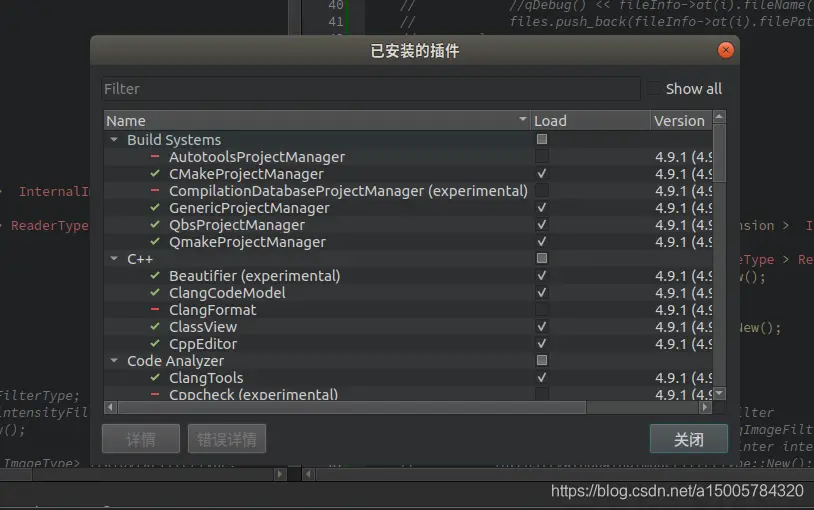 40 // //qDebug() << fileInfo->at(i).fileName(
41 // files.push_back(fileInfo->at(i).filePat
已安装的插件
Filter
Show all
Name Load Version
Build Systems
AutotoolsProjectManager 4.9.1 (4.9
CMakeProjectManager 4.9.1 (4.9
CompilationDatabaseProjectManager (experimental) 4.9.1 (4.9
> InternalIm
GenericProjectManager 4.9.1 (4.9
> ReaderType
QbsProjectManager 4.9.1 (4.9
nsion > I
QmakeProjectManager 4.9.1 (4.9
C++
eType > Re
Beautifier (experimental) 4.9.1 (4.9
w();
ClangCodeModel 4.9.1 (4.9
ClangFormat 4.9.1 (4.9
ClassView 4.9.1 (4.9
New();
CppEditor 4.9.1 (4.9
Code Analyzer
ClangTools 4.9.1 (4.9
Cppcheck (experimental) 4.9.1 (4.9
FilterType;
intensityFil
ilter
w();
gImageFilt
详情 错误详情 关闭
inter inte
ImageType>
::New();
https://blog.csdn.net/a15005784320